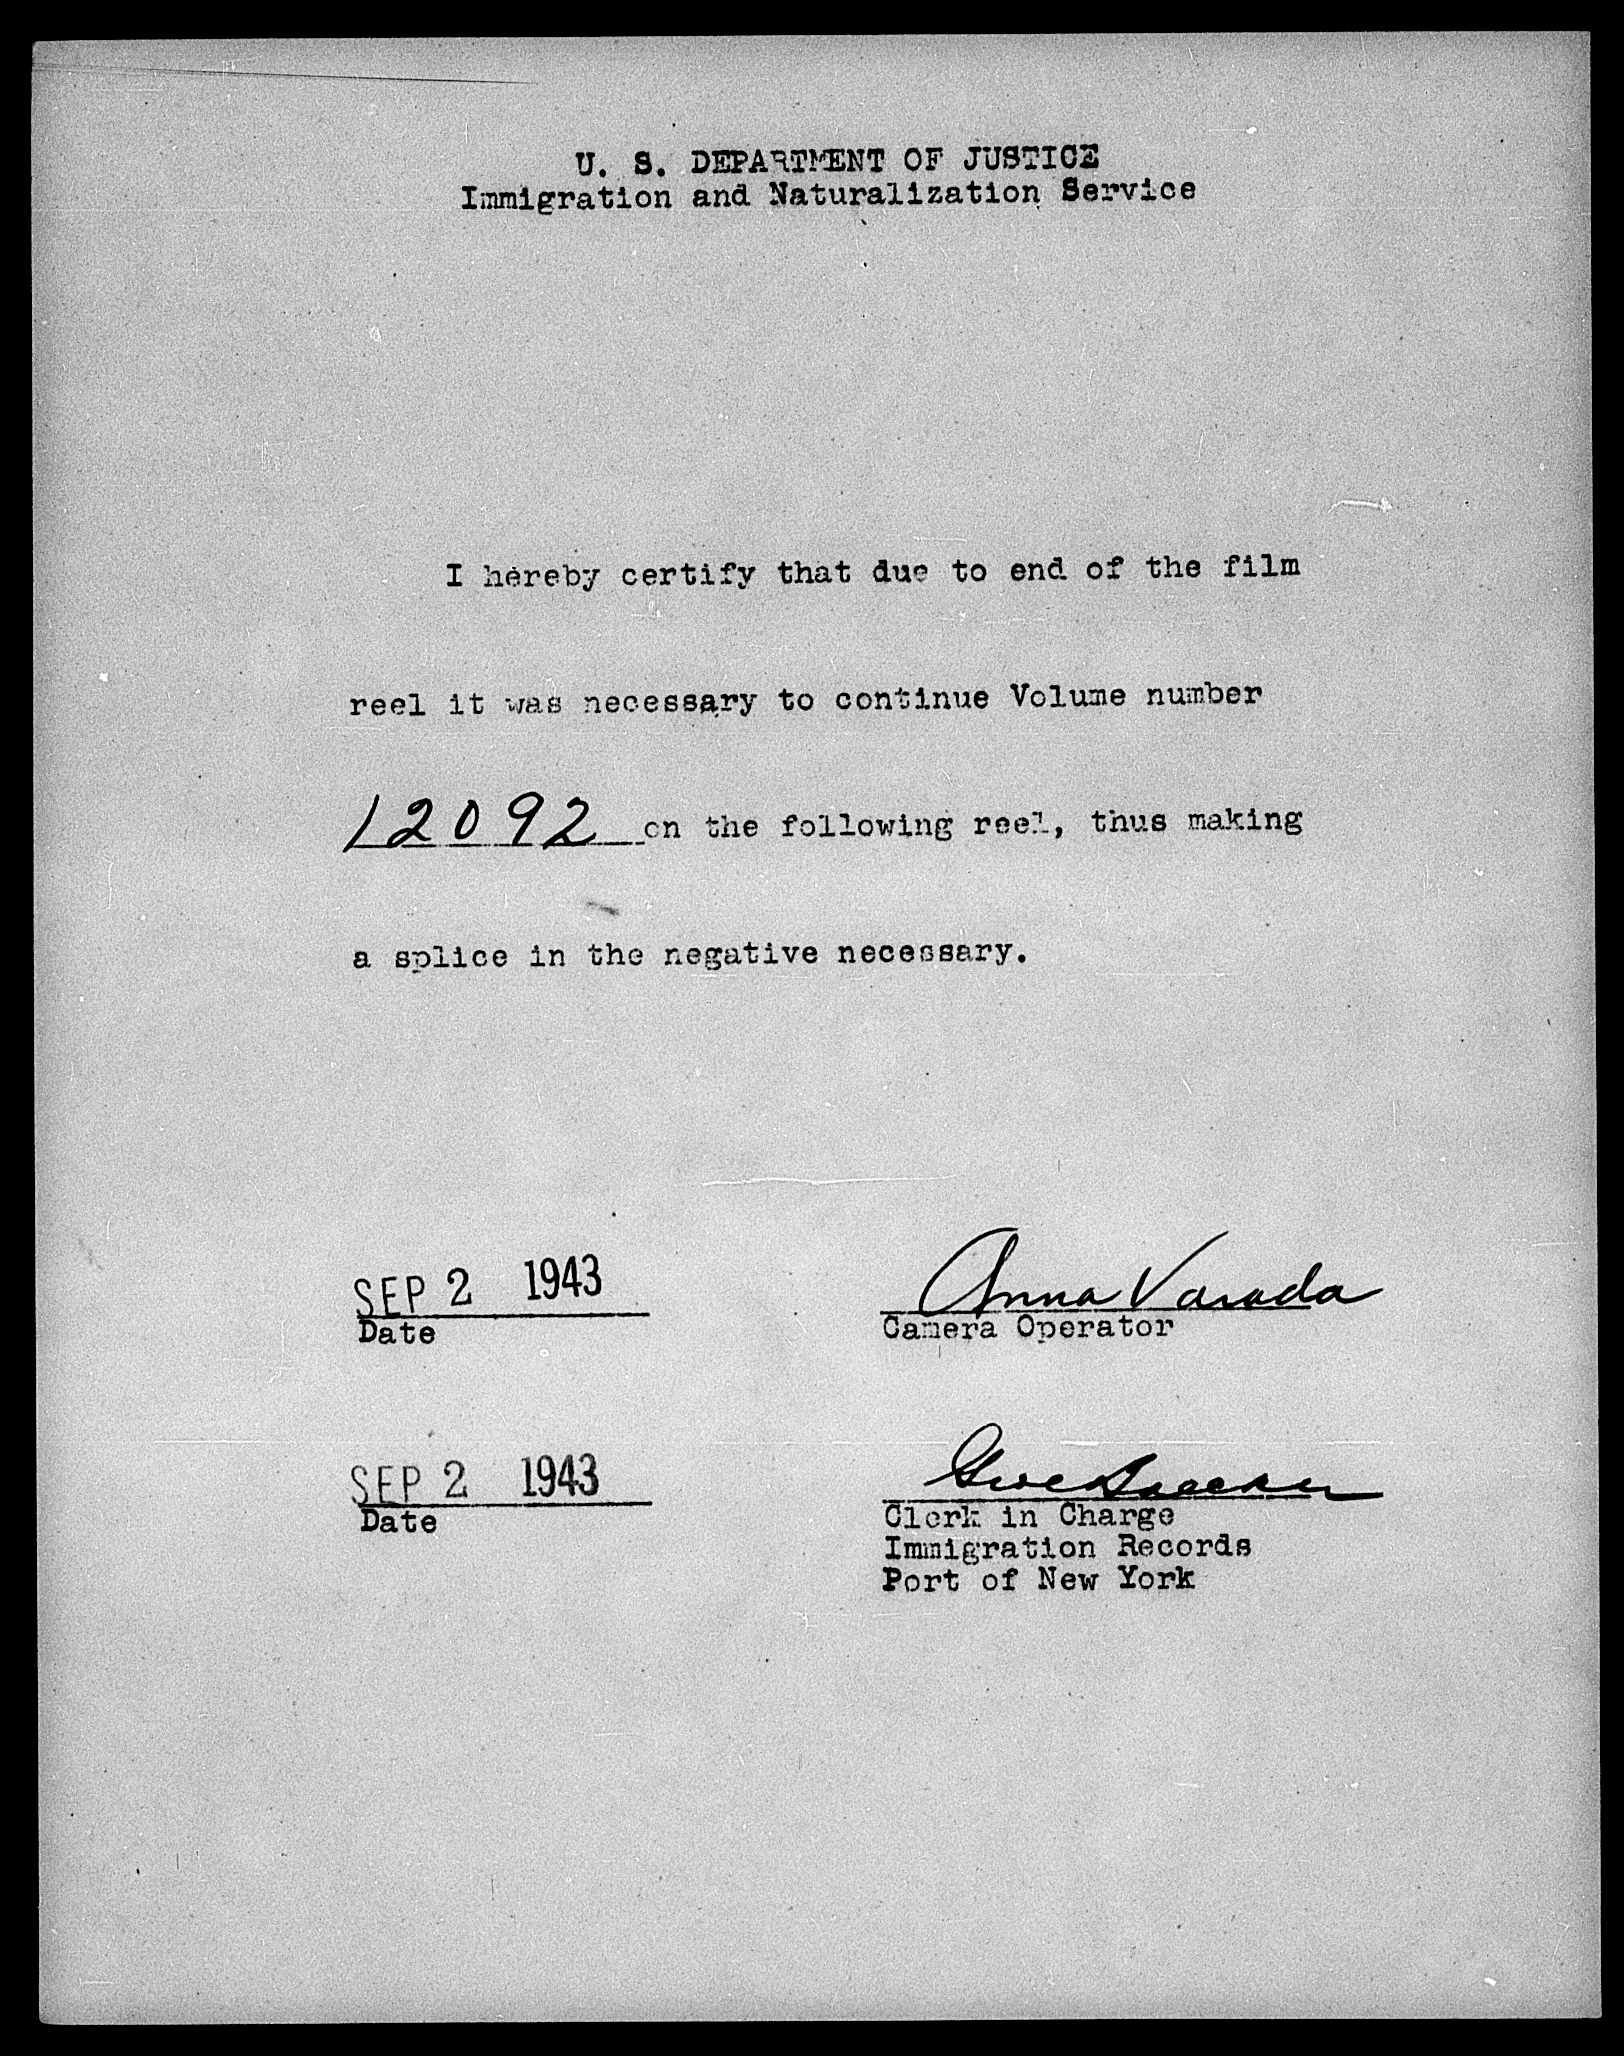 U. S. DEPARTMENT OF JUSTICE
Immigration and Naturalization Service
I hereby certify that due to end of the film
reel it was necessary to continue Volume number
12092 on the following reel, thus making
a splice in the negative necessary.
SEP 2 1943
Date
Anna Varada
Camera Operator
SEP 2 1943
Date
Clerk in Charge
Immigration Records
Port of New York